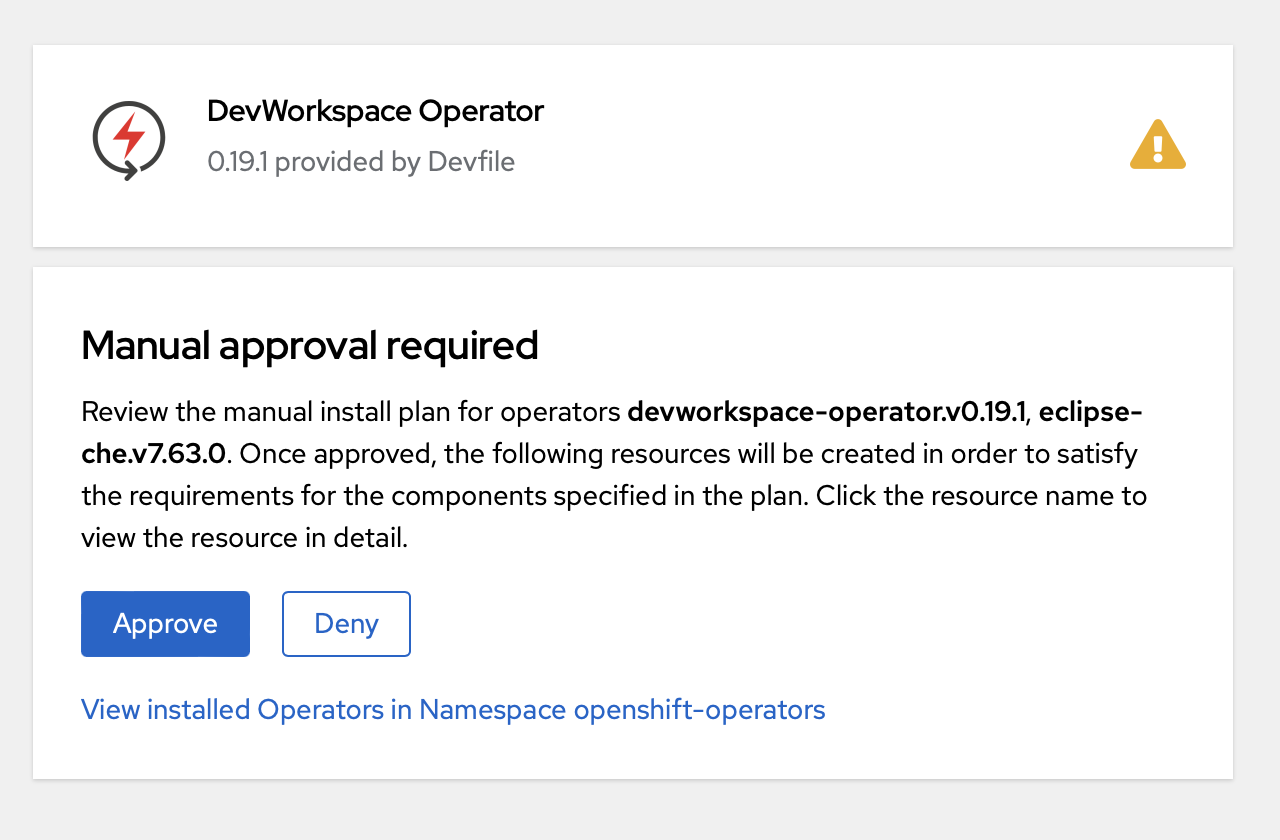 DevWorkspace Operator
0.19.1 provided by Devfile
Manual approval required
Review the manual install plan for operators devworkspace-operator.v0.19.1, eclipse-
che.v7.63.0. Once approved, the following resources will be created in order to satisfy
the requirements for the components specified in the plan. Click the resource name to
view the resource in detail.
Approve Deny
View installed Operators in Namespace openshift-operators